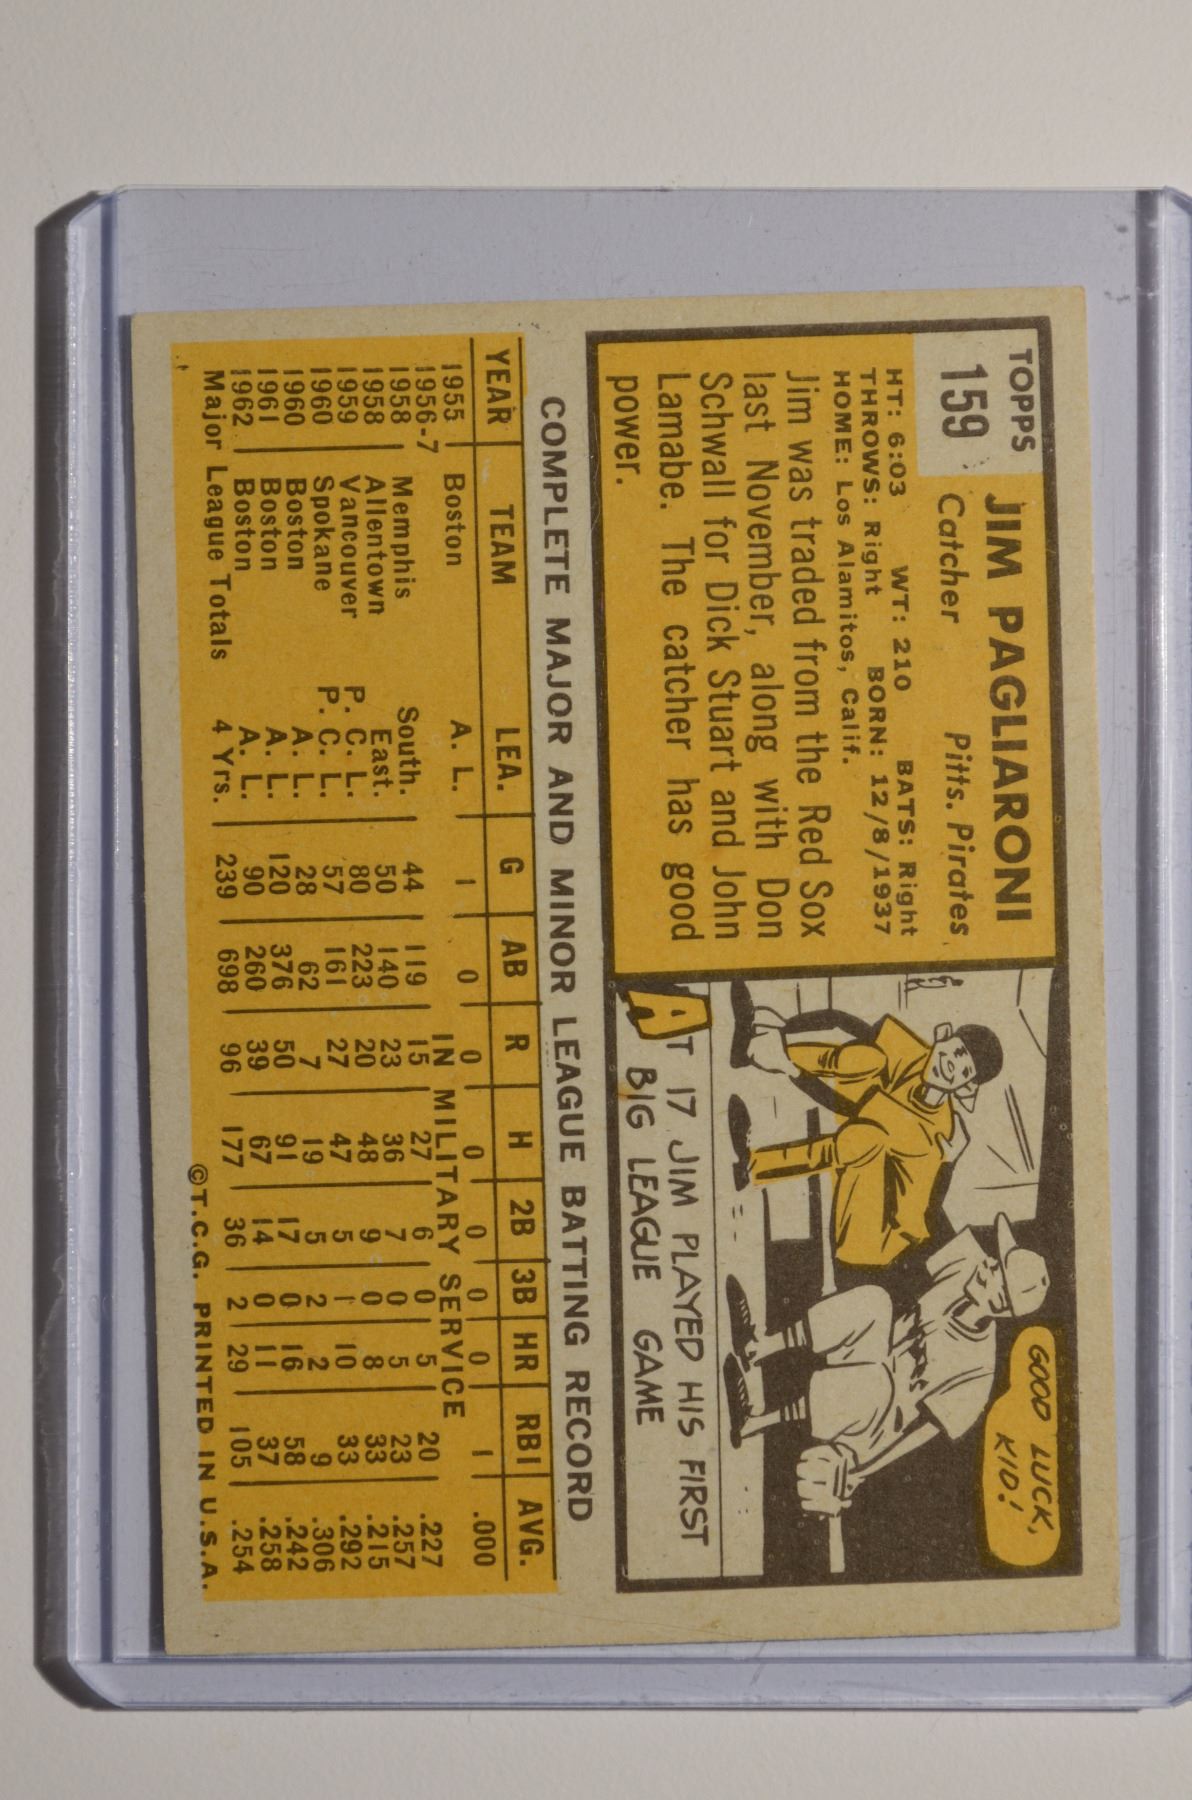 TOPPS
159
JIM PAGLIARONI
Catcher Pitts. Pirates
HT: 6:03 WT: 210 BATS: Right
THROWS: Right BORN: 12/8/1937
HOME: Los Alamitos, Calif.
Jim was traded from the Red Sox
last November, along with Don
Schwall for Dick Stuart and John
Lamabe. The catcher has good
power.
GOOD LUCK,
KID!
AT 17 JIM PLAYED HIS FIRST
BIG LEAGUE GAME
COMPLETE MAJOR AND MINOR LEAGUE BATTING RECORD
YEAR TEAM LEA. G AB R H 2B 3B HR RBI AVG.
1955 Boston A. L. 1 0 0 0 0 0 0 1 .000
1956-7 IN MILITARY SERVICE
1958 Memphis South. 44 119 15 27 6 0 5 20 .227
1958 Allentown East. 50 140 23 36 7 0 5 23 .257
1959 Vancouver P. C. L. 80 223 20 48 9 0 8 33 .215
1960 Spokane P. C. L. 57 161 27 47 5 1 10 33 .292
1960 Boston A. L. 28 62 7 19 5 2 2 9 .306
1961 Boston A. L. 120 376 50 91 17 0 16 58 .242
1962 Boston A. L. 90 260 39 67 14 0 11 37 .258
Major League Totals 4 Yrs. 239 698 96 177 36 2 29 105 .254
©T.C.G. PRINTED IN U.S.A.